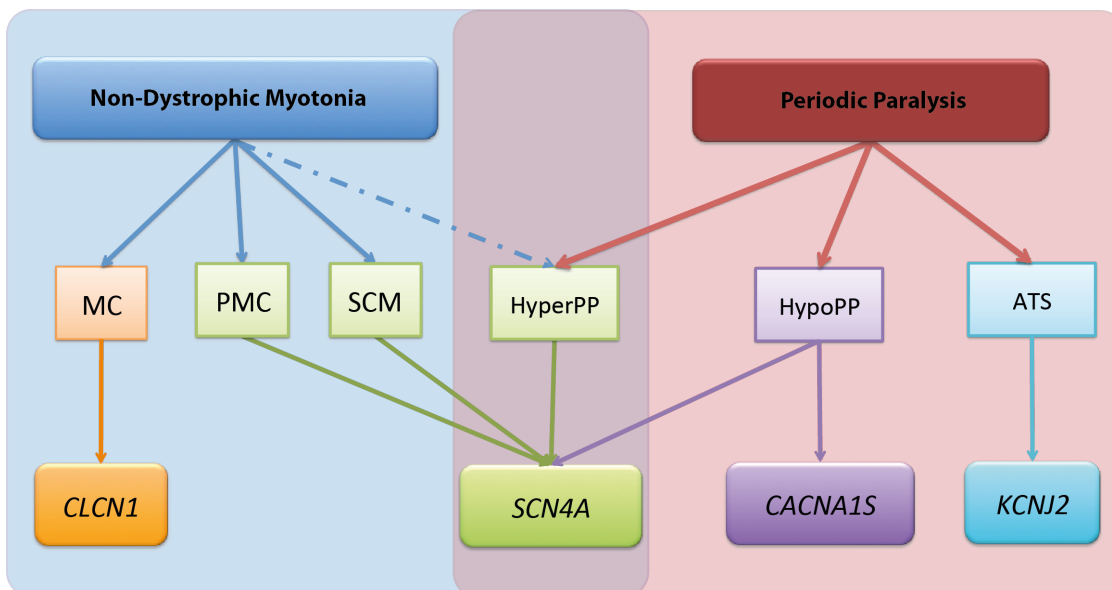 Non-Dystrophic Myotonia
Periodic Paralysis
MC
PMC
SCM
HyperPP
HypoPP
ATS
CLCN1
SCN4A
CACNA1S
KCNJ2